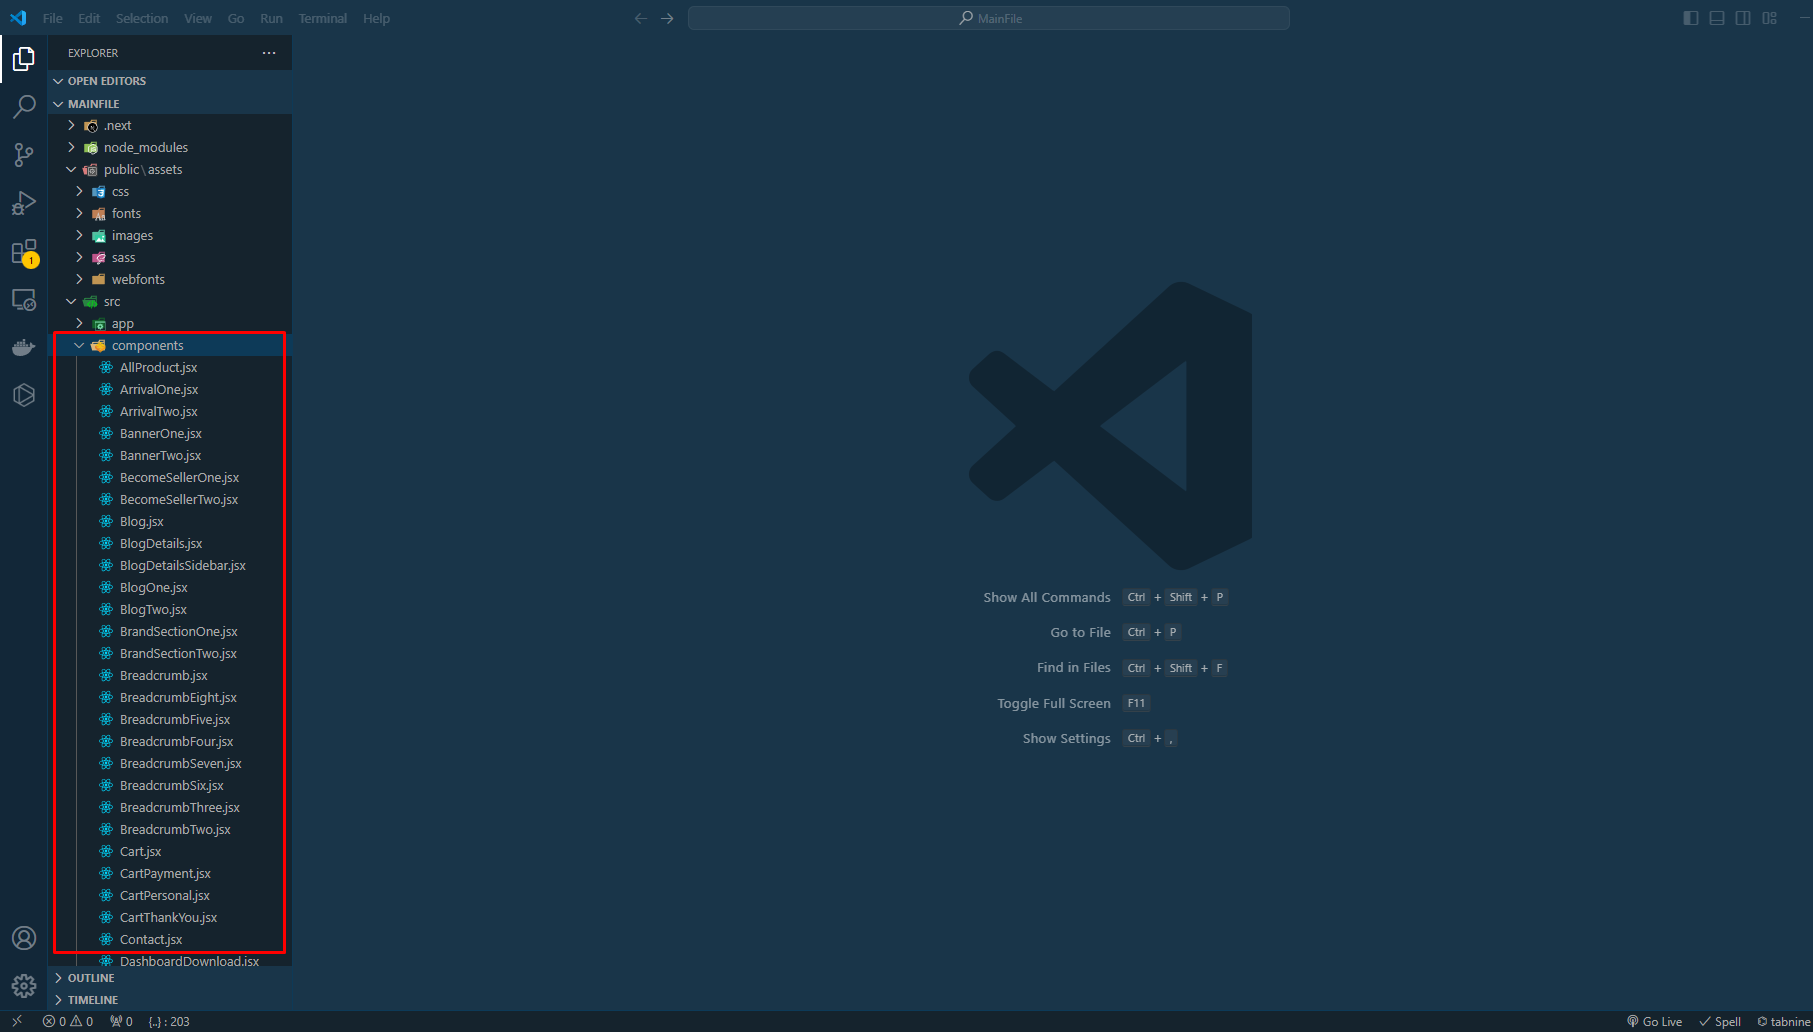 File Edit Selection View Go Run Terminal Help MainFile
EXPLORER
OPEN EDITORS
MAINFILE
.next
node_modules
public\assets
css
fonts
images
sass
webfonts
src
app
components
AllProduct.jsx
ArrivalOne.jsx
ArrivalTwo.jsx
BannerOne.jsx
BannerTwo.jsx
BecomeSellerOne.jsx
BecomeSellerTwo.jsx
Blog.jsx
BlogDetails.jsx
BlogDetailsSidebar.jsx
BlogOne.jsx
BlogTwo.jsx
BrandSectionOne.jsx
BrandSectionTwo.jsx
Breadcrumb.jsx
BreadcrumbEight.jsx
BreadcrumbFive.jsx
BreadcrumbFour.jsx
BreadcrumbSeven.jsx
BreadcrumbSix.jsx
BreadcrumbThree.jsx
BreadcrumbTwo.jsx
Cart.jsx
CartPayment.jsx
CartPersonal.jsx
CartThankYou.jsx
Contact.jsx
DashboardDownload.jsx
OUTLINE
TIMELINE
1
Show All Commands Ctrl + Shift + P
Go to File Ctrl + P
Find in Files Ctrl + Shift + F
Toggle Full Screen F11
Show Settings Ctrl + ,
0 0 0 {..} : 203 Go Live Spell tabnine